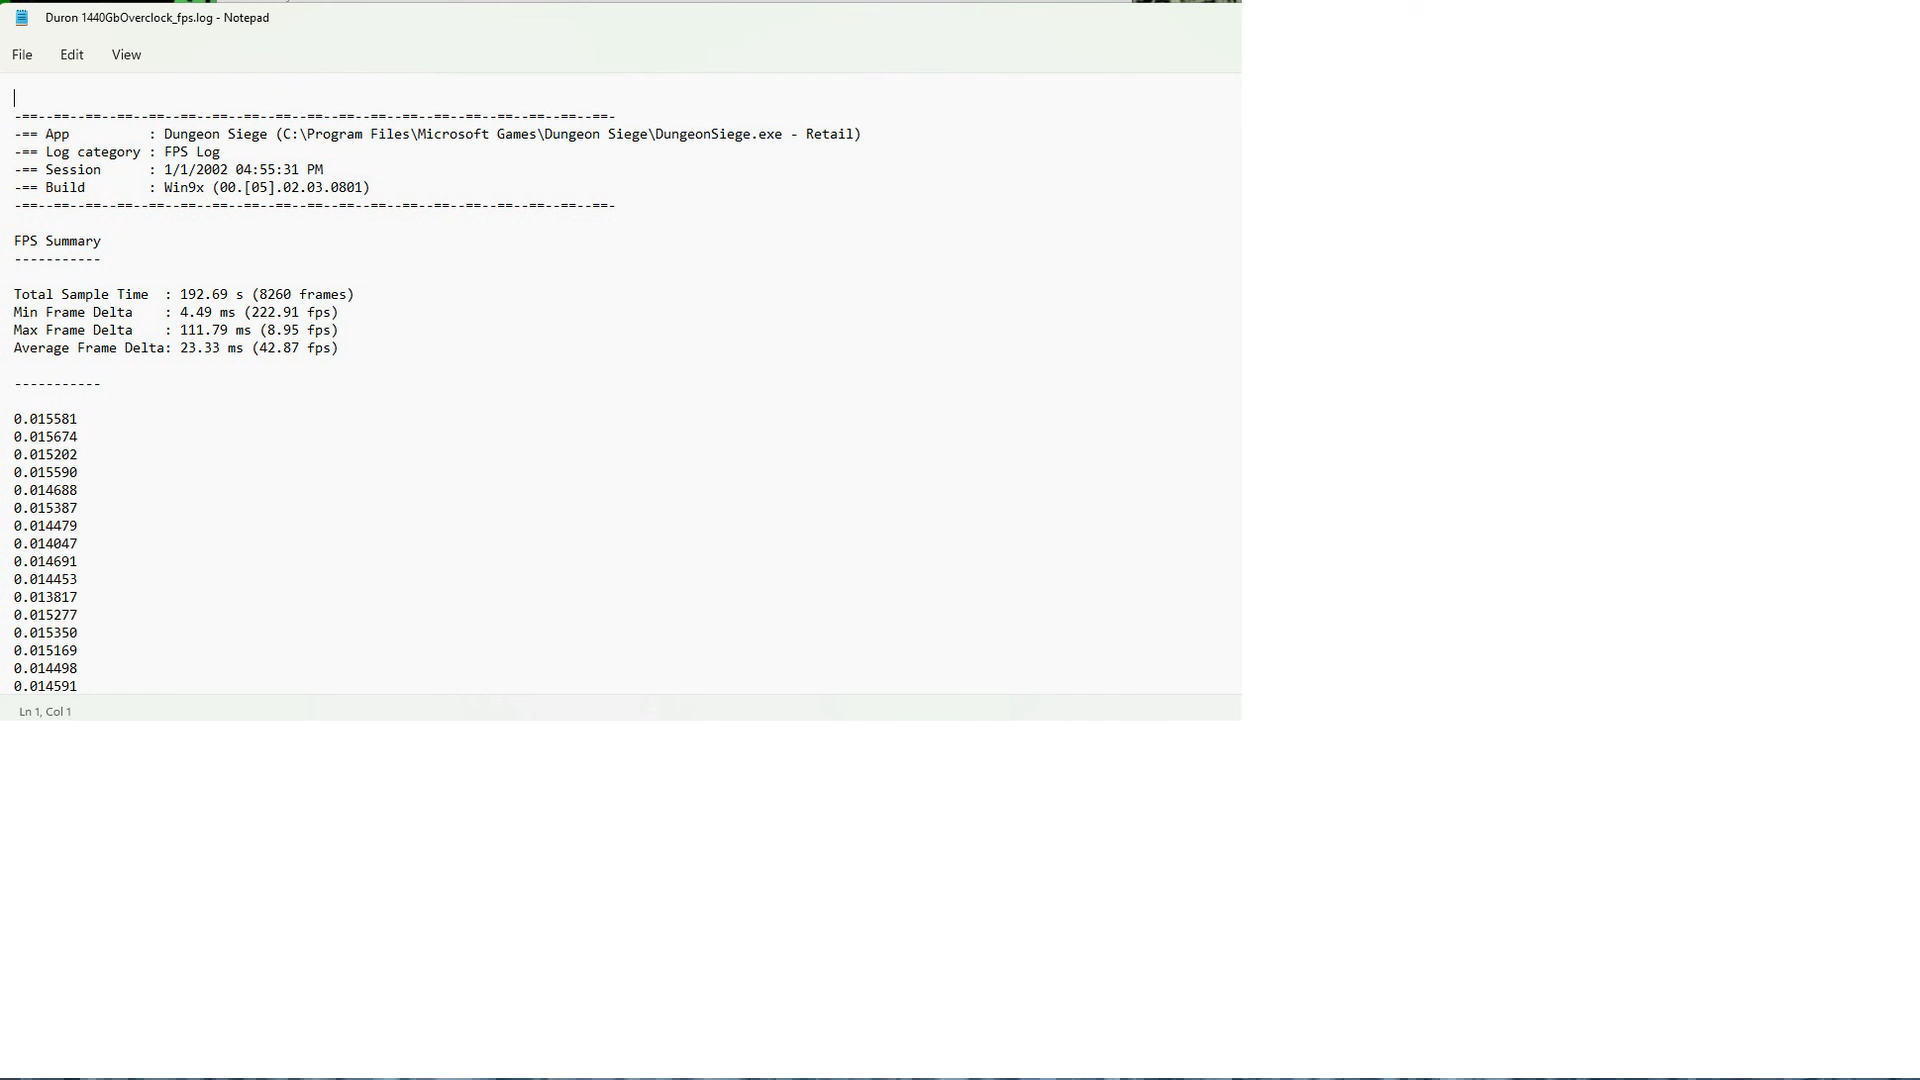 Duron 1440GbOverclock_fps.log - Notepad
File Edit View
-==--==--==--==--==--==--==--==--==--==--==--==--==--==--==--==--==--==--==-
-== App          : Dungeon Siege (C:\Program Files\Microsoft Games\Dungeon Siege\DungeonSiege.exe - Retail)
-== Log category : FPS Log
-== Session      : 1/1/2002 04:55:31 PM
-== Build        : Win9x (00.[05].02.03.0801)
-==--==--==--==--==--==--==--==--==--==--==--==--==--==--==--==--==--==--==-
FPS Summary
-----------
Total Sample Time  : 192.69 s (8260 frames)
Min Frame Delta    : 4.49 ms (222.91 fps)
Max Frame Delta    : 111.79 ms (8.95 fps)
Average Frame Delta: 23.33 ms (42.87 fps)
-----------
0.015581
0.015674
0.015202
0.015590
0.014688
0.015387
0.014479
0.014047
0.014691
0.014453
0.013817
0.015277
0.015350
0.015169
0.014498
0.014591
Ln 1, Col 1